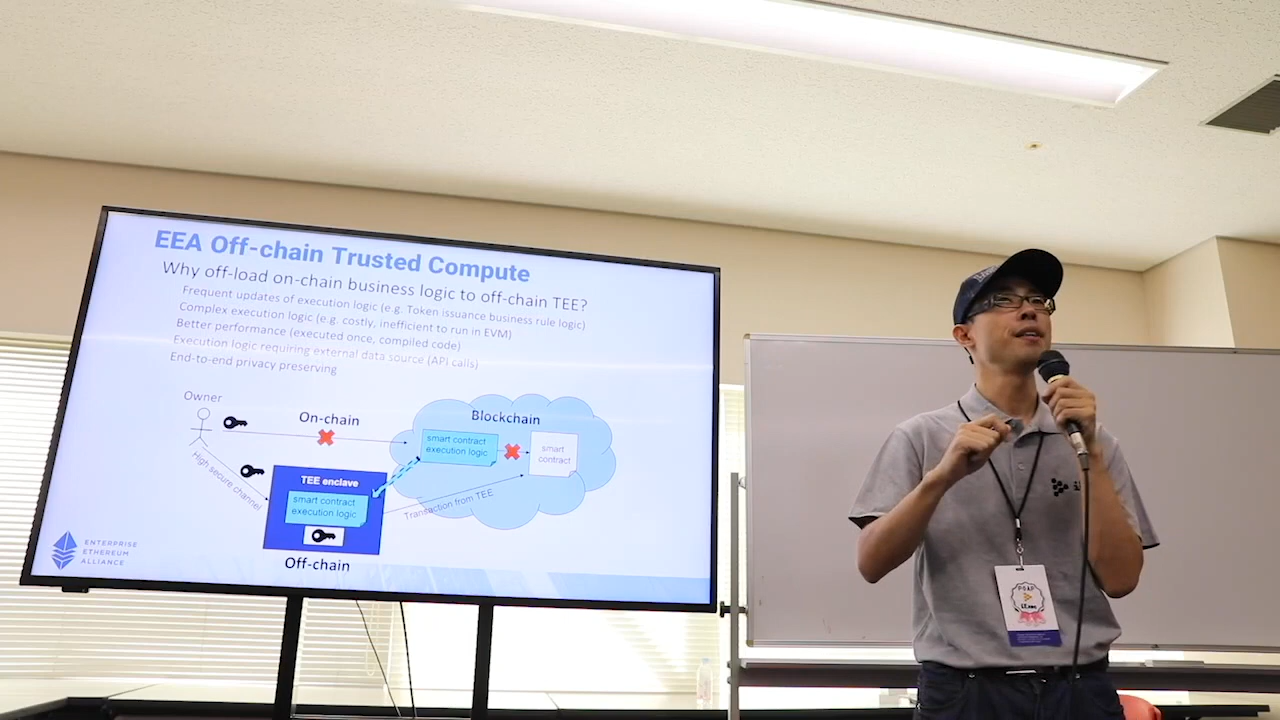 EEA Off-chain Trusted Compute
Why off-load on-chain business logic to off-chain TEE?
Frequent updates of execution logic (e.g. Token issuance business rule logic)
Complex execution logic (e.g. costly, inefficient to run in EVM)
Better performance (executed once, compiled code)
Execution logic requiring external data source (API calls)
End-to-end privacy preserving
Owner
On-chain
Blockchain
smart contract
execution logic
smart
contract
High secure channel
TEE enclave
smart contract
execution logic
Transaction from TEE
Off-chain
ENTERPRISE
ETHEREUM
ALLIANCE